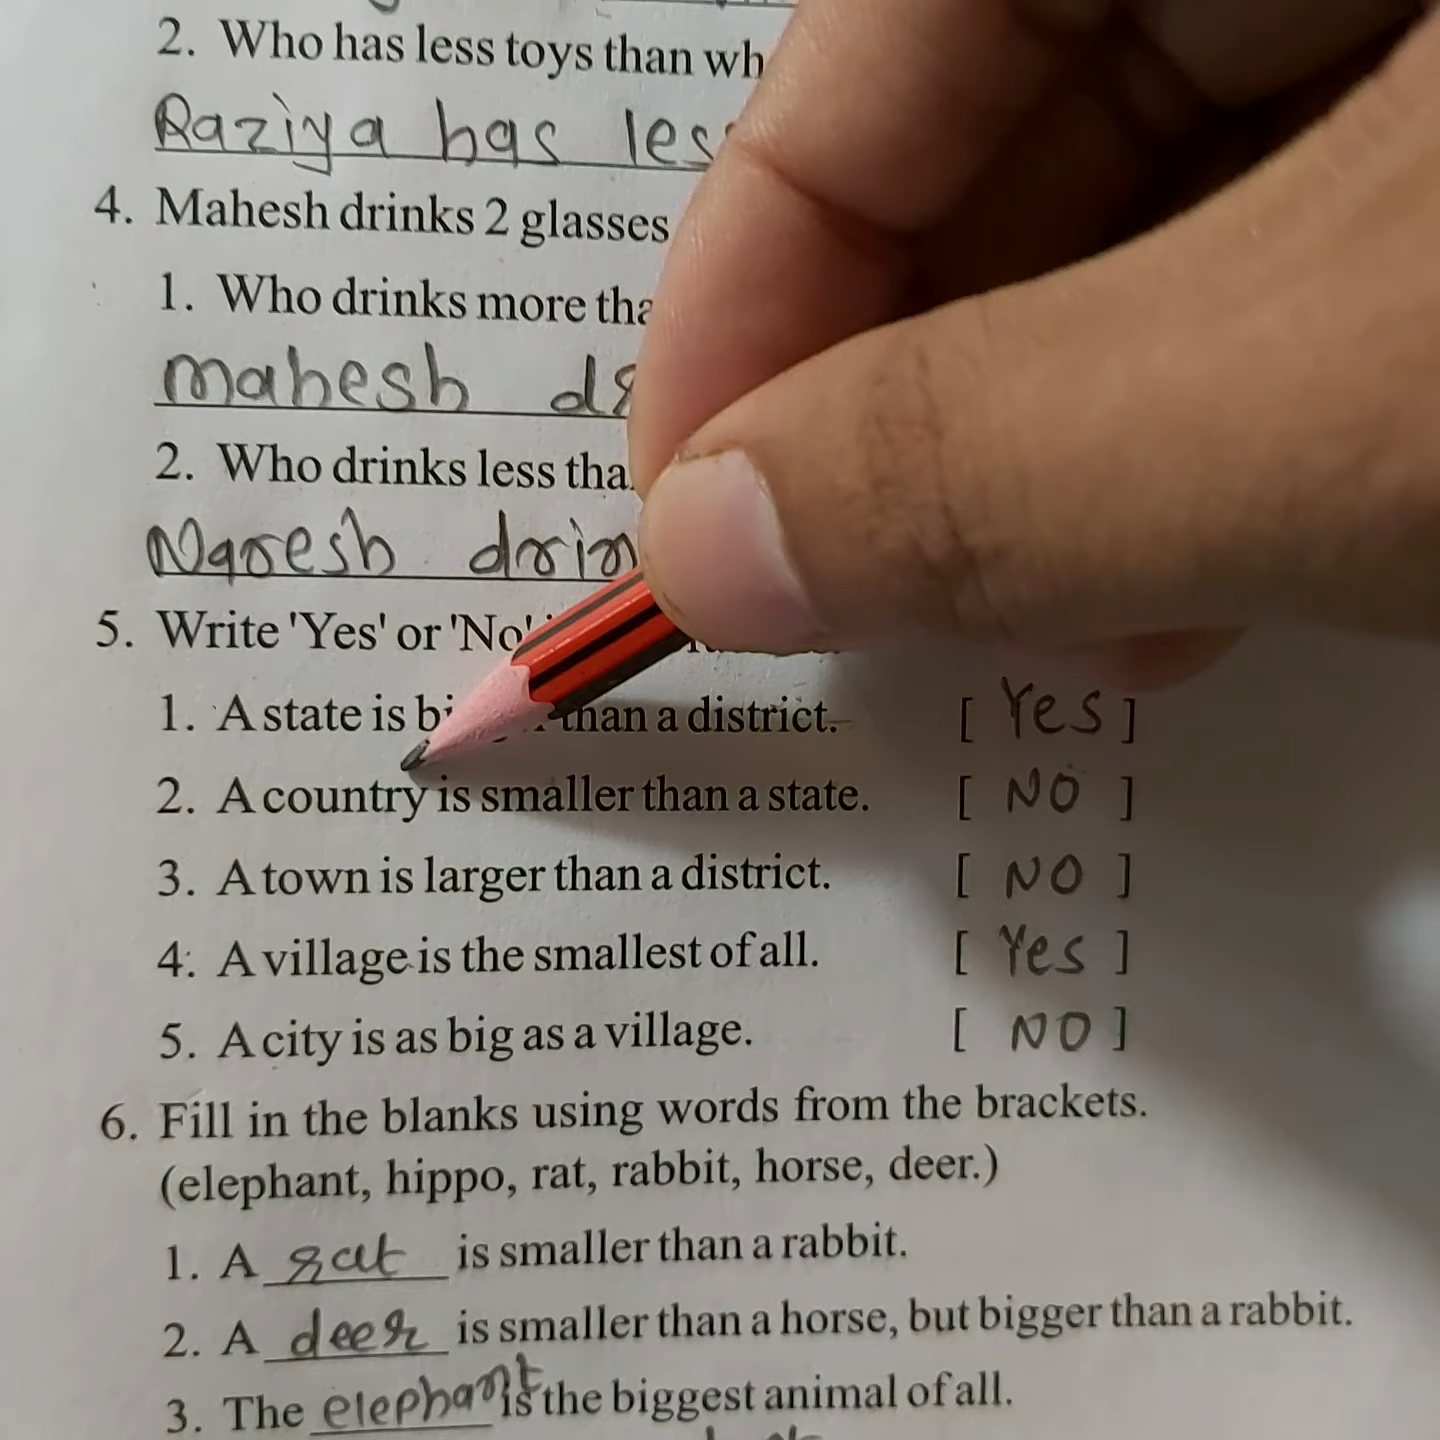 2. Who has less toys than wh
Raziya has les
4. Mahesh drinks 2 glasses
1. Who drinks more tha
Mahesh dr
2. Who drinks less tha
Naresh drin
5. Write 'Yes' or 'No'
1. A state is bi than a district. [ Yes ]
2. A country is smaller than a state. [ NO ]
3. A town is larger than a district. [ NO ]
4. A village is the smallest of all. [ Yes ]
5. A city is as big as a village. [ NO ]
6. Fill in the blanks using words from the brackets.
(elephant, hippo, rat, rabbit, horse, deer.)
1. A rat is smaller than a rabbit.
2. A deer is smaller than a horse, but bigger than a rabbit.
3. The elephant is the biggest animal of all.